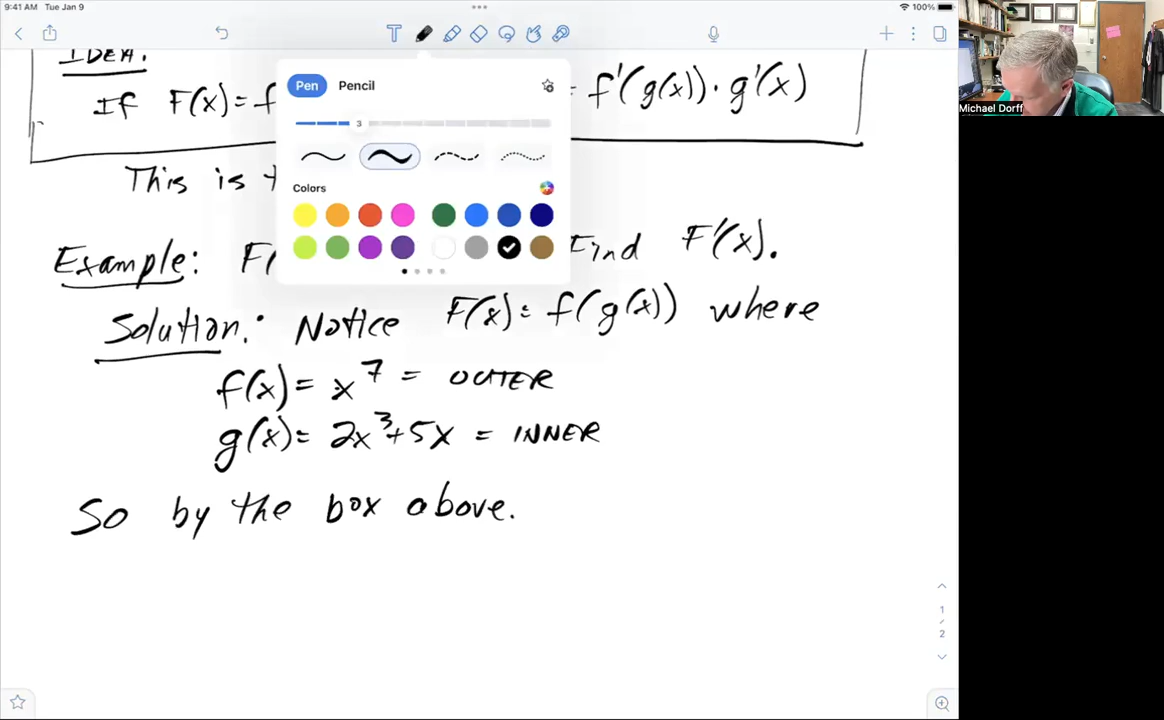 9:41 AM Tue Jan 9
100%
IDEA.
If F(x) = f
= f'(g(x)) · g'(x)
Pen Pencil
3
This is
Colors
Example: F(
Find F'(x).
Solution: Notice F(x) = f(g(x)) where
f(x) = x^7 = OUTER
g(x) = 2x^3 + 5x = INNER
So by the box above.
1
/
2
Michael Dorff